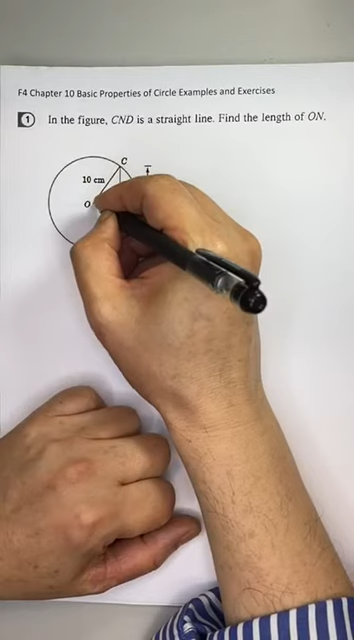 F4 Chapter 10 Basic Properties of Circle Examples and Exercises
1 In the figure, CND is a straight line. Find the length of ON.
C
10 cm
O